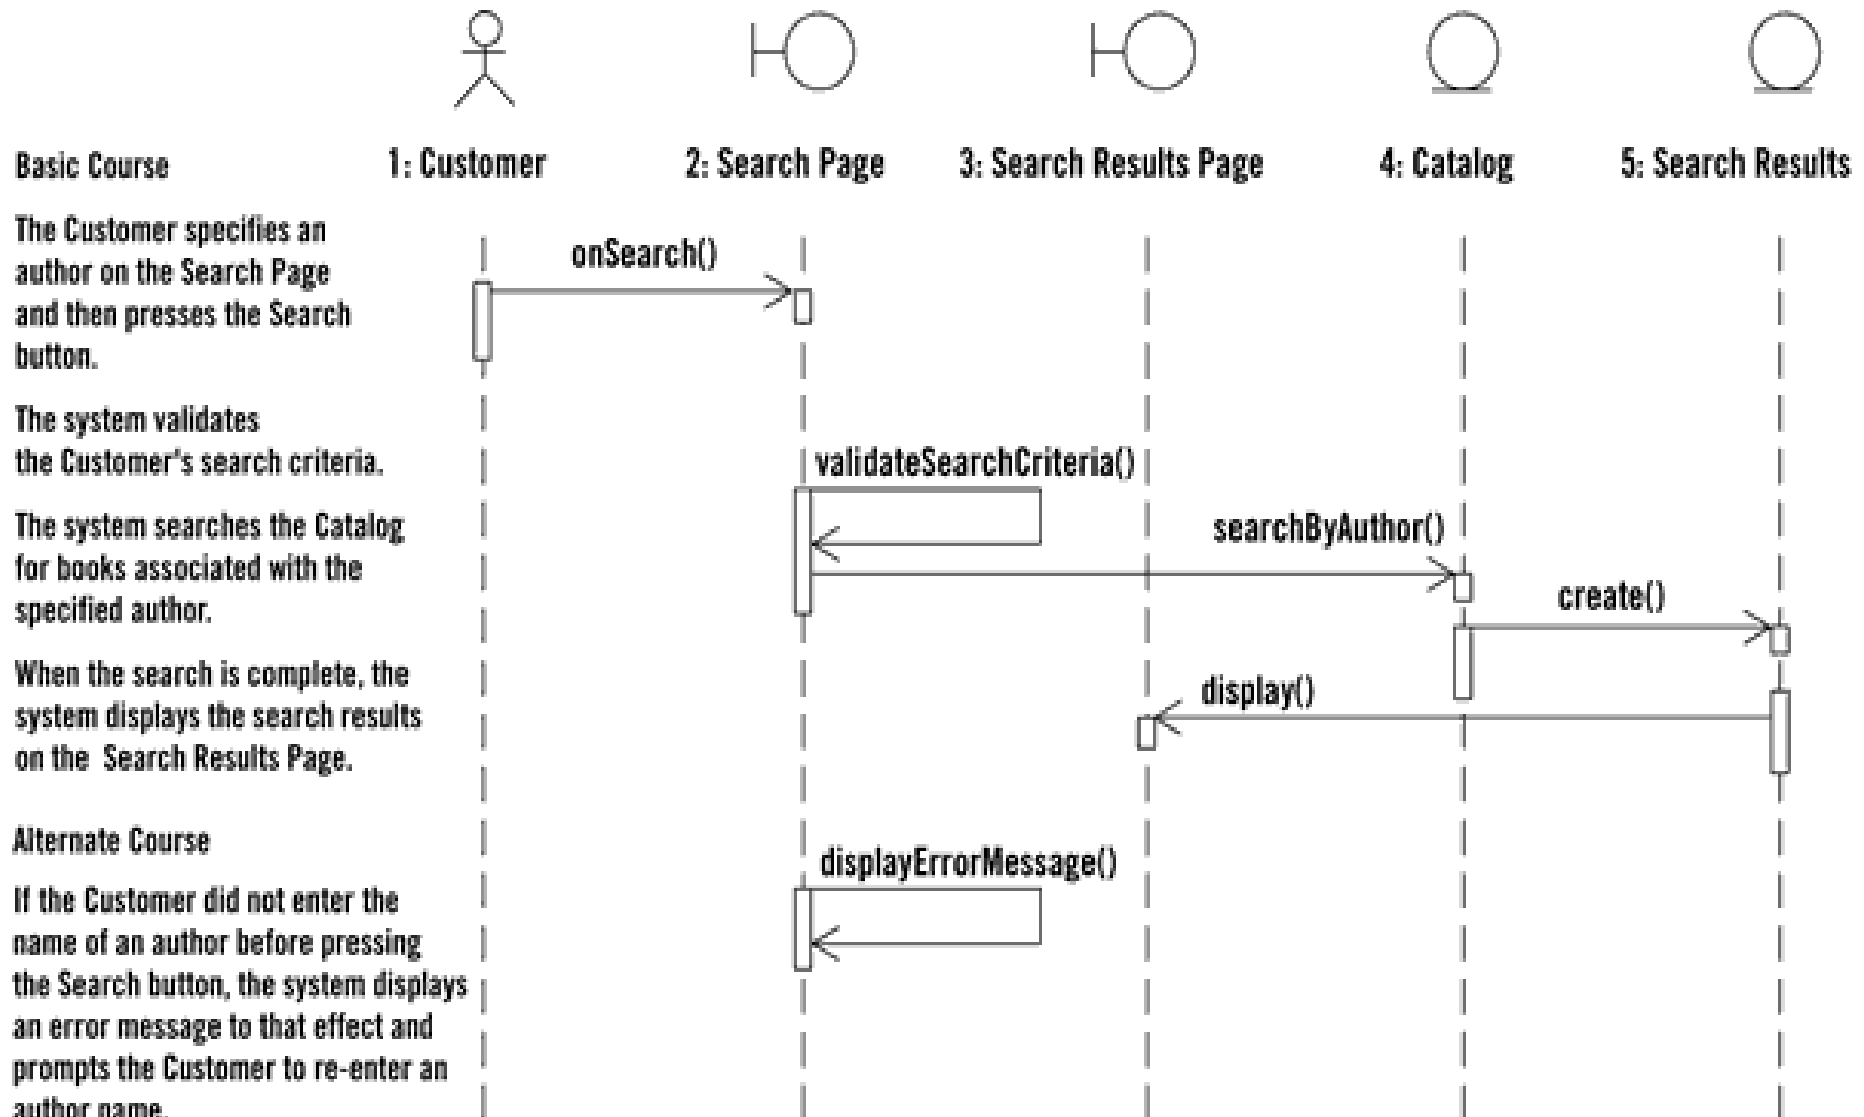 Basic Course
1: Customer
2: Search Page
3: Search Results Page
4: Catalog
5: Search Results
The Customer specifies an
author on the Search Page
and then presses the Search
button.
onSearch()
The system validates
the Customer's search criteria.
validateSearchCriteria()
The system searches the Catalog
for books associated with the
specified author.
searchByAuthor()
create()
When the search is complete, the
system displays the search results
on the Search Results Page.
display()
Alternate Course
displayErrorMessage()
If the Customer did not enter the
name of an author before pressing
the Search button, the system displays
an error message to that effect and
prompts the Customer to re-enter an
author name.